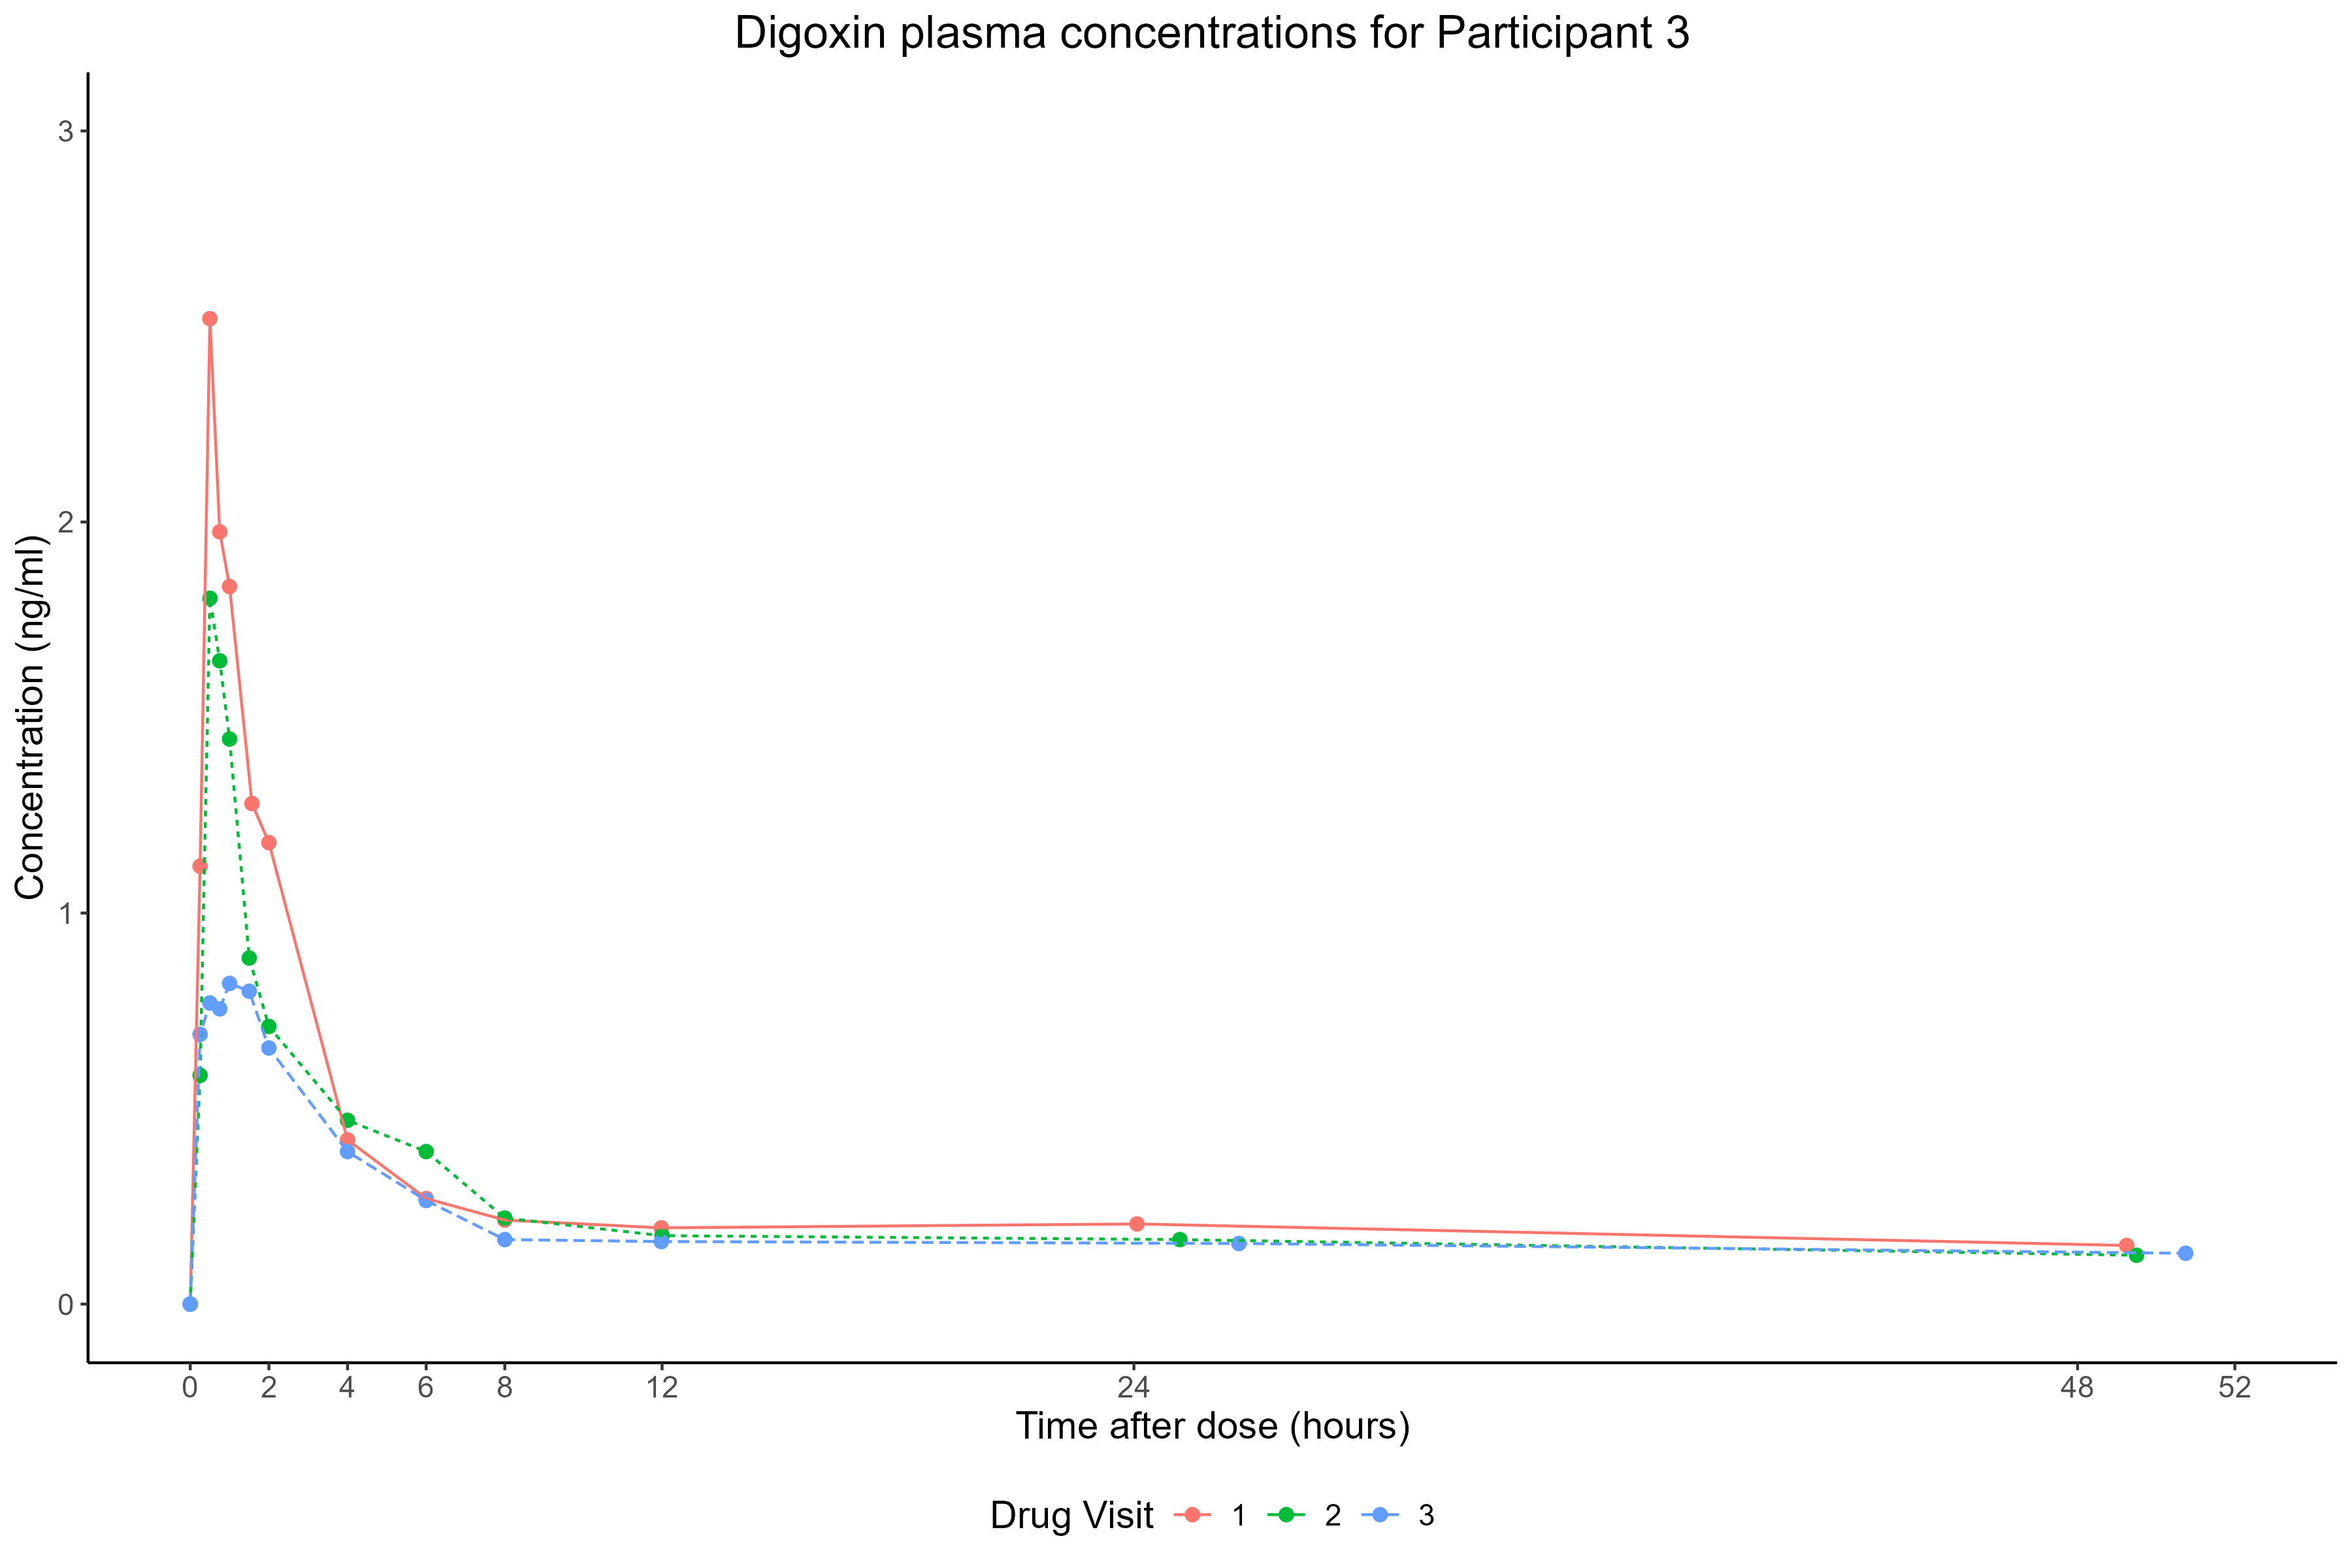 Digoxin plasma concentrations for Participant 3
Concentration (ng/ml)
3
2
1
0
0 2 4 6 8 12 24 48 52
Time after dose (hours)
Drug Visit 1 2 3